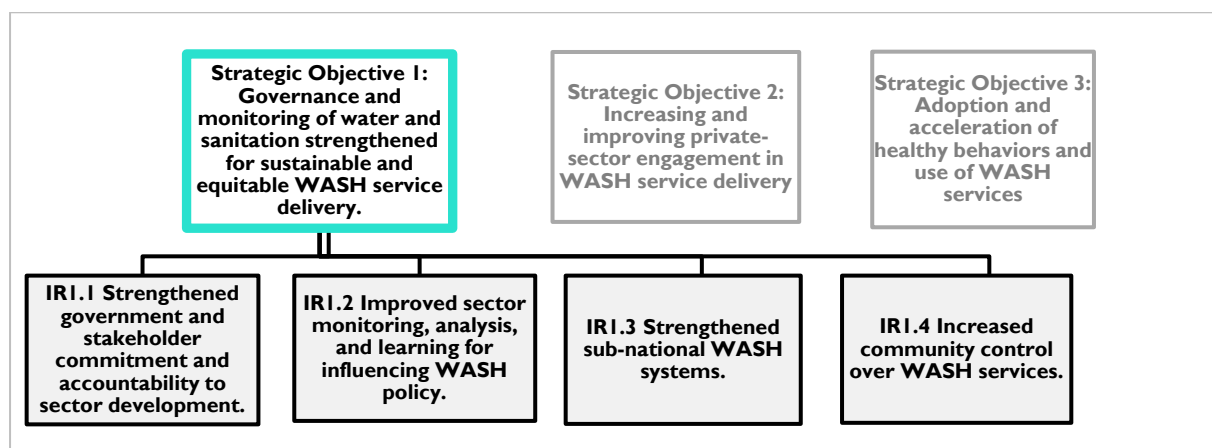 Strategic Objective 1:
Governance and
monitoring of water and
sanitation strengthened
for sustainable and
equitable WASH service
delivery.
Strategic Objective 2:
Increasing and
improving private-
sector engagement in
WASH service delivery
Strategic Objective 3:
Adoption and
acceleration of
healthy behaviors and
use of WASH
services
IR1.1 Strengthened
government and
stakeholder
commitment and
accountability to
sector development.
IR1.2 Improved sector
monitoring, analysis,
and learning for
influencing WASH
policy.
IR1.3 Strengthened
sub-national WASH
systems.
IR1.4 Increased
community control
over WASH services.